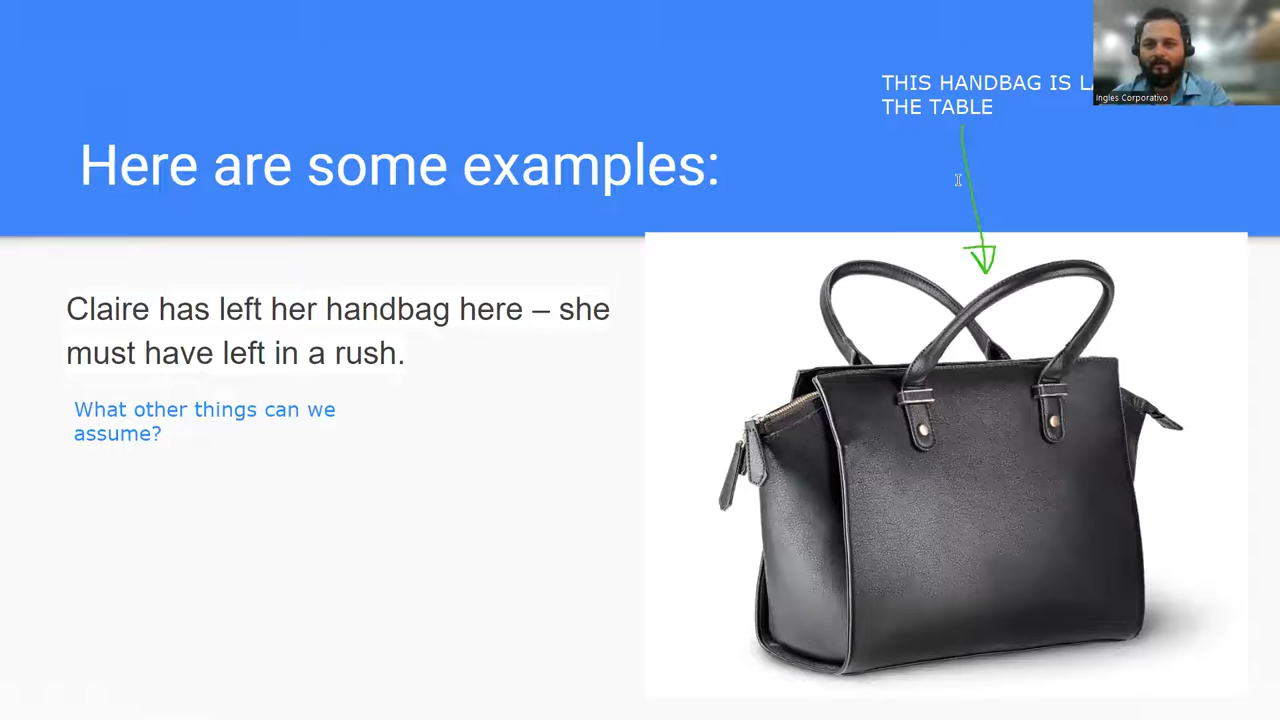 THIS HANDBAG IS
THE TABLE
Ingles Corporativo
Here are some examples:
Claire has left her handbag here – she
must have left in a rush.
What other things can we
assume?